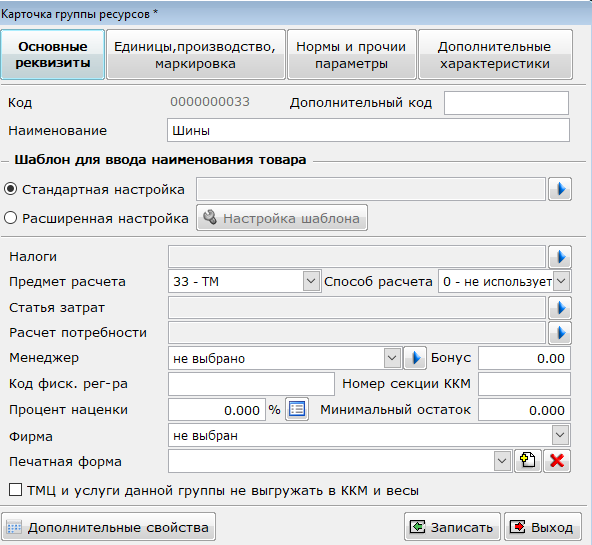 Карточка группы ресурсов *
Основные реквизиты
Единицы,производство, маркировка
Нормы и прочии параметры
Дополнительные характеристики
Код 0000000033 Дополнительный код
Наименование Шины
Шаблон для ввода наименования товара
Стандартная настройка
Расширенная настройка Настройка шаблона
Налоги
Предмет расчета 33 - ТМ Способ расчета 0 - не использует
Статья затрат
Расчет потребности
Менеджер не выбрано Бонус 0.00
Код фиск. рег-ра Номер секции ККМ
Процент наценки 0.000 % Минимальный остаток 0.000
Фирма не выбран
Печатная форма
ТМЦ и услуги данной группы не выгружать в ККМ и весы
Дополнительные свойства Записать Выход